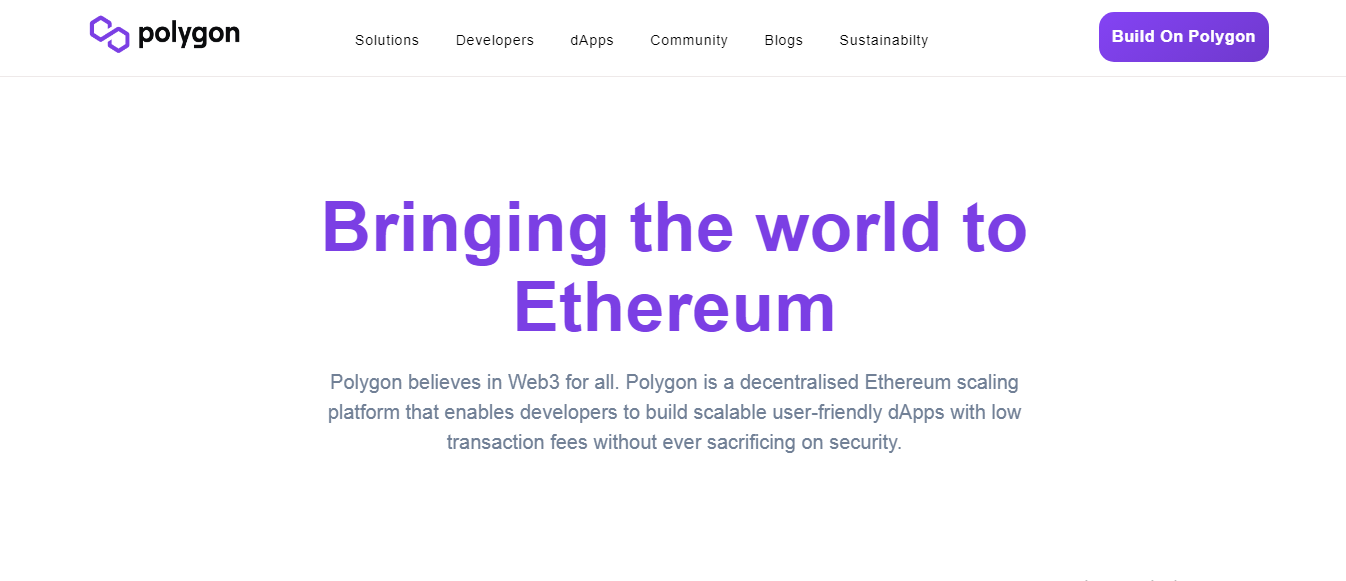 polygon
Solutions Developers dApps Community Blogs Sustainabilty
Build On Polygon
Bringing the world to
Ethereum
Polygon believes in Web3 for all. Polygon is a decentralised Ethereum scaling
platform that enables developers to build scalable user-friendly dApps with low
transaction fees without ever sacrificing on security.